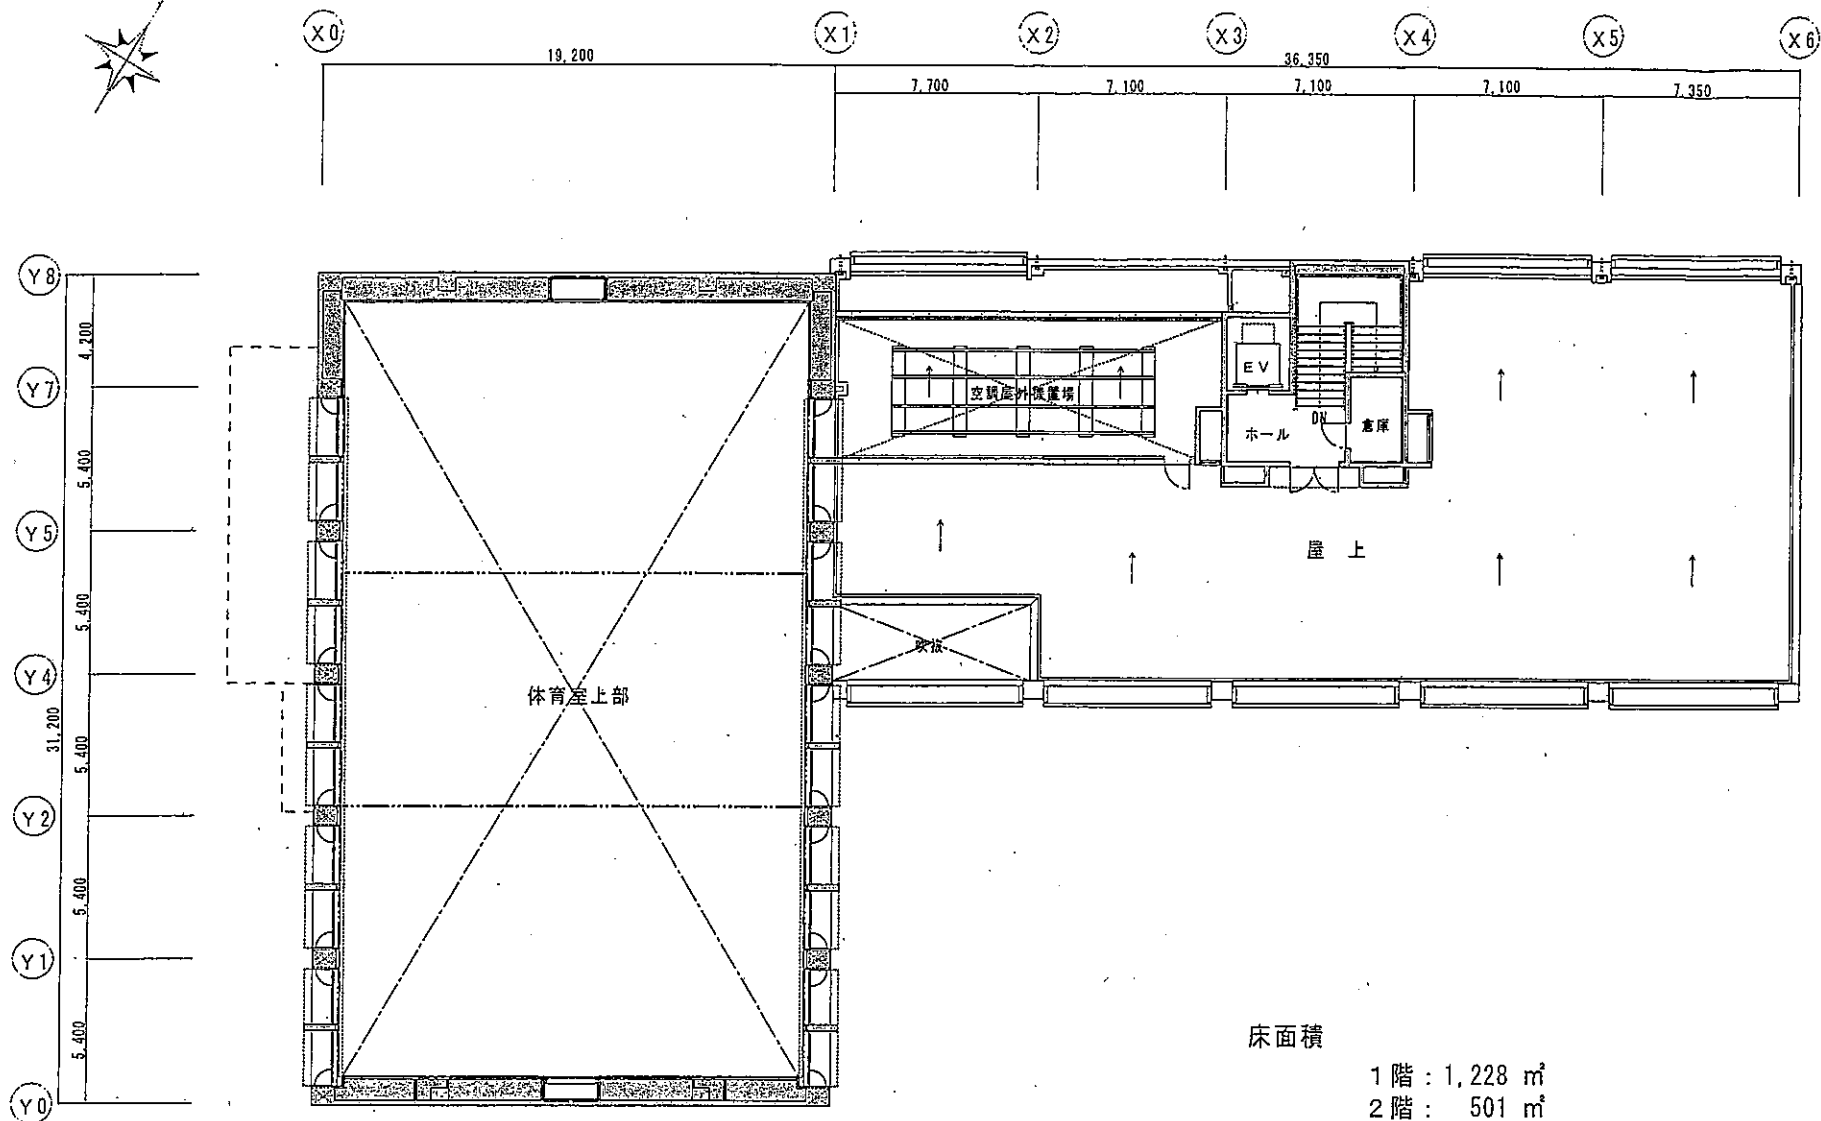 X0
X1
X2
X3
X4
X5
X6
19,200
36,350
7,700
7,100
7,100
7,100
7,350
Y8
4,200
Y7
5,400
Y5
5,400
Y4
31,200
5,400
Y2
5,400
Y1
5,400
Y0
EV
空調屋外機置場
DN
ホール
倉庫
屋 上
吹抜
体育室上部
床面積
1階: 1,228 ㎡
2階: 501 ㎡